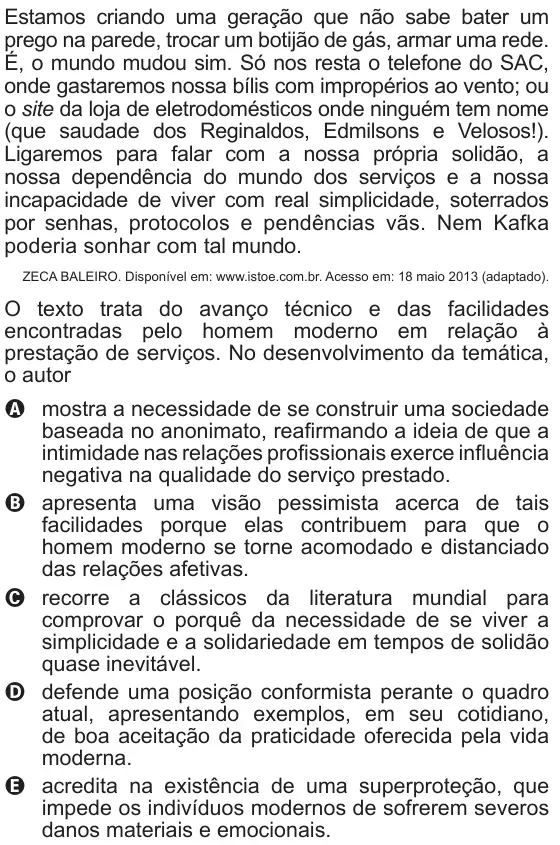 Estamos criando uma geração que não sabe bater um
prego na parede, trocar um botijão de gás, armar uma rede.
É, o mundo mudou sim. Só nos resta o telefone do SAC,
onde gastaremos nossa bílis com impropérios ao vento; ou
o site da loja de eletrodomésticos onde ninguém tem nome
(que saudade dos Reginaldos, Edmilsons e Velosos!).
Ligaremos para falar com a nossa própria solidão, a
nossa dependência do mundo dos serviços e a nossa
incapacidade de viver com real simplicidade, soterrados
por senhas, protocolos e pendências vãs. Nem Kafka
poderia sonhar com tal mundo.
ZECA BALEIRO. Disponível em: www.istoe.com.br. Acesso em: 18 maio 2013 (adaptado).
O texto trata do avanço técnico e das facilidades
encontradas pelo homem moderno em relação à
prestação de serviços. No desenvolvimento da temática,
o autor
A mostra a necessidade de se construir uma sociedade
baseada no anonimato, reafirmando a ideia de que a
intimidade nas relações profissionais exerce influência
negativa na qualidade do serviço prestado.
B apresenta uma visão pessimista acerca de tais
facilidades porque elas contribuem para que o
homem moderno se torne acomodado e distanciado
das relações afetivas.
C recorre a clássicos da literatura mundial para
comprovar o porquê da necessidade de se viver a
simplicidade e a solidariedade em tempos de solidão
quase inevitável.
D defende uma posição conformista perante o quadro
atual, apresentando exemplos, em seu cotidiano,
de boa aceitação da praticidade oferecida pela vida
moderna.
E acredita na existência de uma superproteção, que
impede os indivíduos modernos de sofrerem severos
danos materiais e emocionais.